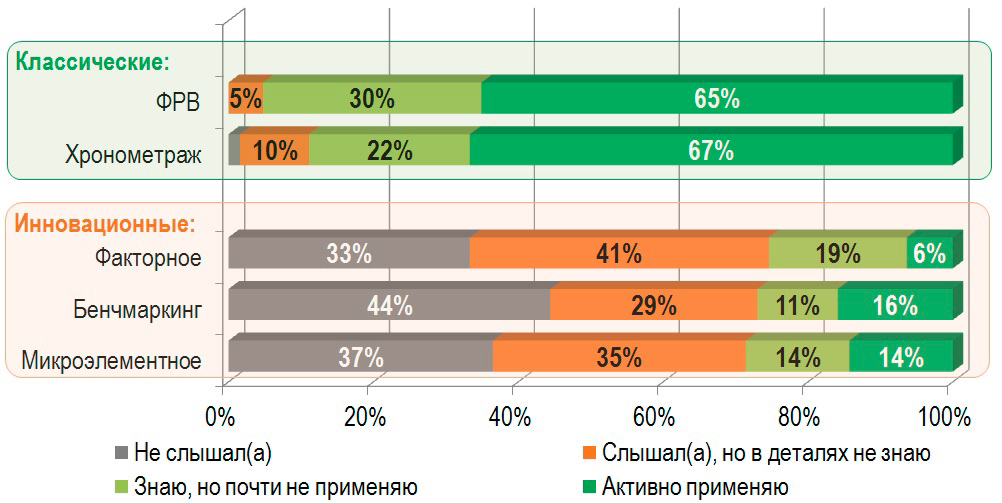 Классические:
ФРВ 5% 30% 65%
Хронометраж 10% 22% 67%
Инновационные:
Факторное 33% 41% 19% 6%
Бенчмаркинг 44% 29% 11% 16%
Микроэлементное 37% 35% 14% 14%
0% 20% 40% 60% 80% 100%
Не слышал(а) Слышал(а), но в деталях не знаю
Знаю, но почти не применяю Активно применяю